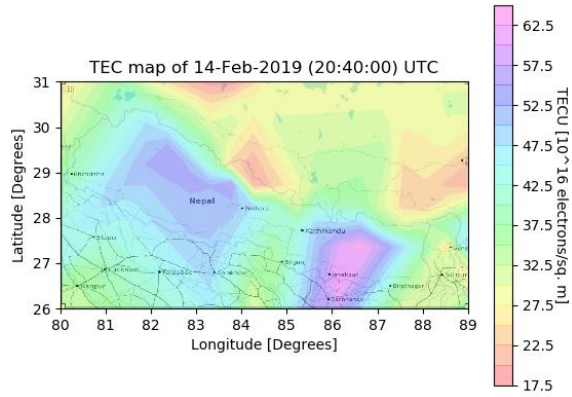 TEC map of 14-Feb-2019 (20:40:00) UTC
31
30
29
28
27
26
Latitude [Degrees]
80 81 82 83 84 85 86 87 88 89
Longitude [Degrees]
Nepal
Kathmandu
Janakpur
Biratnagar
62.5
57.5
52.5
47.5
42.5
37.5
32.5
27.5
22.5
17.5
TECU [10^16 electrons/sq. m]